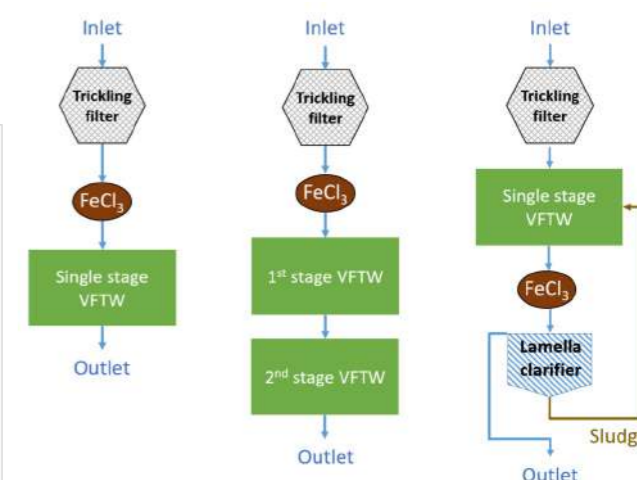 Inlet
Trickling
filter
FeCl3
Single stage
VFTW
Outlet
Inlet
Trickling
filter
FeCl3
1st stage VFTW
2nd stage VFTW
Outlet
Inlet
Trickling
filter
Single stage
VFTW
FeCl3
Lamella
clarifier
Sludg
Outlet